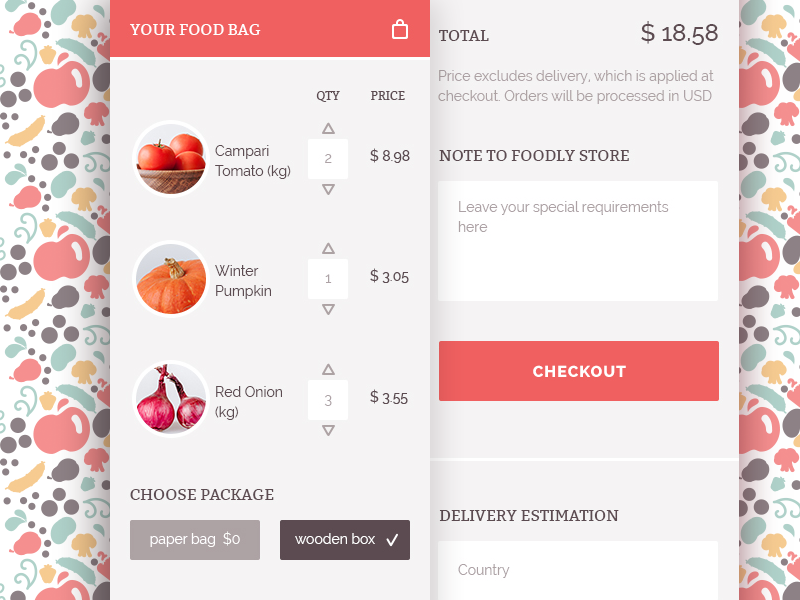 YOUR FOOD BAG
QTY PRICE
Campari
Tomato (kg)
2
$ 8.98
Winter
Pumpkin
1
$ 3.05
Red Onion
(kg)
3
$ 3.55
CHOOSE PACKAGE
paper bag $0
wooden box
TOTAL
$ 18.58
Price excludes delivery, which is applied at
checkout. Orders will be processed in USD
NOTE TO FOODLY STORE
Leave your special requirements
here
CHECKOUT
DELIVERY ESTIMATION
Country